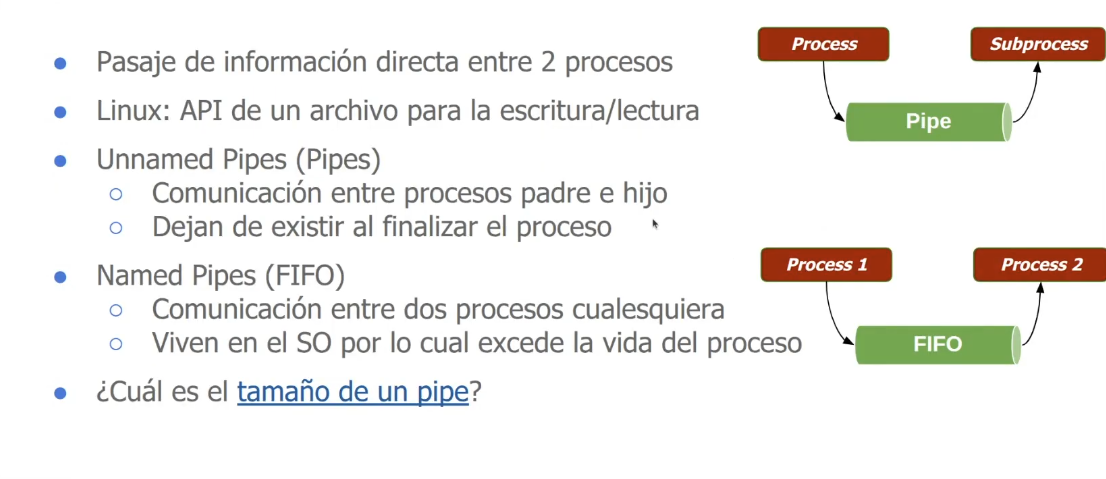 Pasaje de información directa entre 2 procesos
Linux: API de un archivo para la escritura/lectura
Unnamed Pipes (Pipes)
Comunicación entre procesos padre e hijo
Dejan de existir al finalizar el proceso
Named Pipes (FIFO)
Comunicación entre dos procesos cualesquiera
Viven en el SO por lo cual excede la vida del proceso
¿Cuál es el tamaño de un pipe?
Process
Subprocess
Pipe
Process 1
Process 2
FIFO